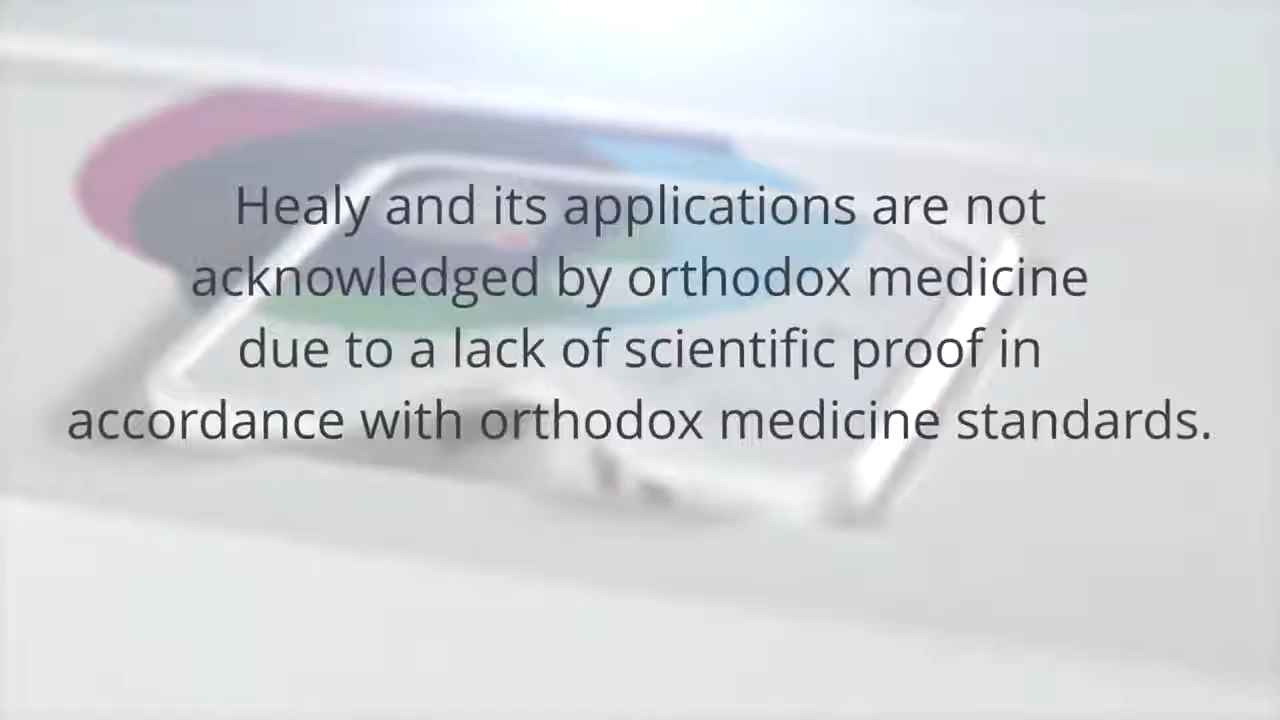 Healy and its applications are not
acknowledged by orthodox medicine
due to a lack of scientific proof in
accordance with orthodox medicine standards.